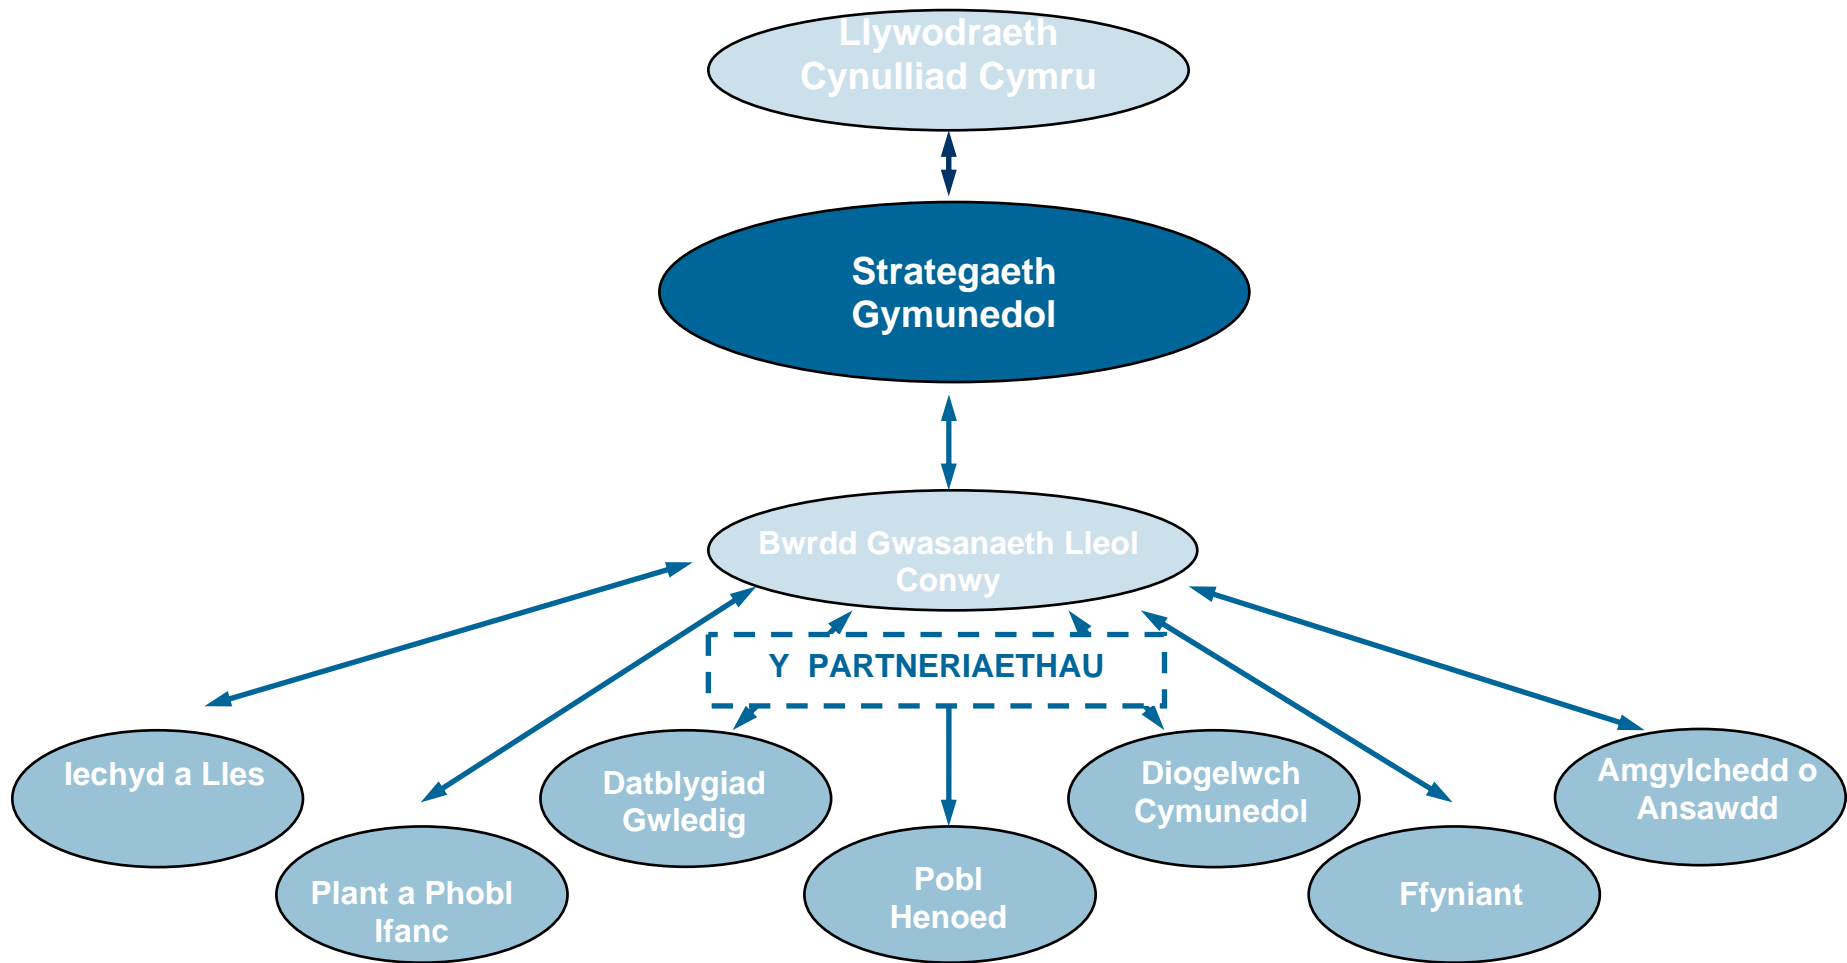 Llywodraeth
Cynulliad Cymru
Strategaeth
Gymunedol
Bwrdd Gwasanaeth Lleol
Conwy
Y PARTNERIAETHAU
Iechyd a Lles
Plant a Phobl
Ifanc
Datblygiad
Gwledig
Pobl
Henoed
Diogelwch
Cymunedol
Ffyniant
Amgylchedd o
Ansawdd